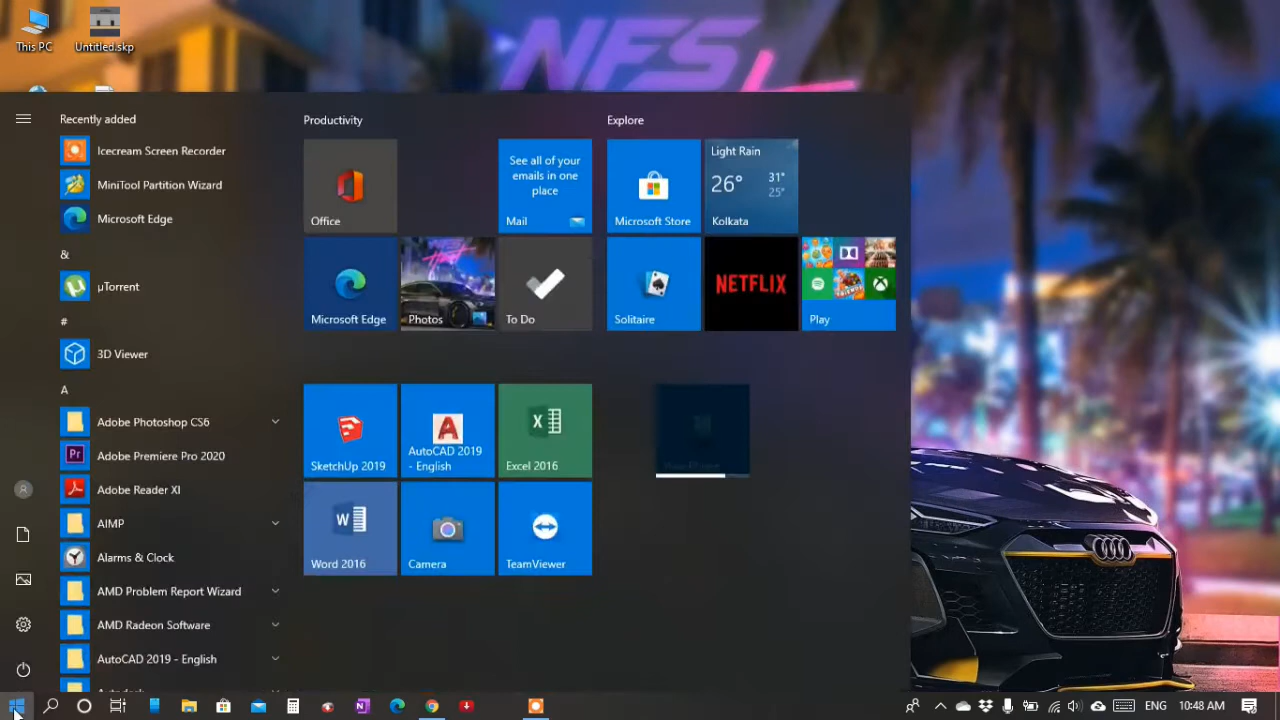 NFS
This PC
Untitled.skp
Recently added
Icecream Screen Recorder
MiniTool Partition Wizard
Microsoft Edge
&
µTorrent
#
3D Viewer
A
Adobe Photoshop CS6
Adobe Premiere Pro 2020
Adobe Reader XI
AIMP
Alarms & Clock
AMD Problem Report Wizard
AMD Radeon Software
AutoCAD 2019 - English
Productivity
Office
See all of your
emails in one
place
Mail
Microsoft Edge
Photos
To Do
Explore
Microsoft Store
Light Rain
26°
31°
25°
Kolkata
Solitaire
NETFLIX
Play
SketchUp 2019
AutoCAD 2019
- English
Excel 2016
Word 2016
Camera
TeamViewer
ENG
10:48 AM